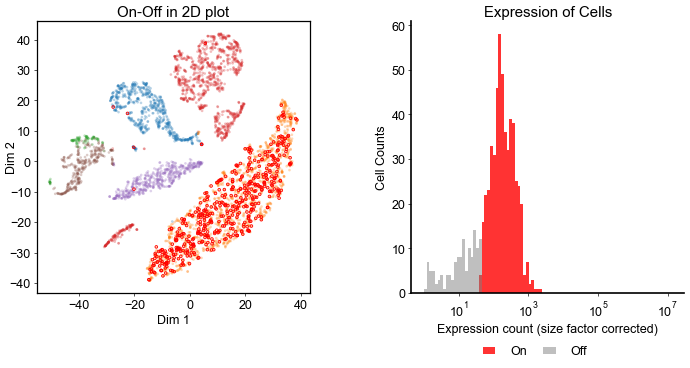 On-Off in 2D plot
Dim 2
40
30
20
10
0
−10
−20
−30
−40
−40 −20 0 20 40
Dim 1
Expression of Cells
Cell Counts
60
50
40
30
20
10
0
10^1 10^3 10^5 10^7
Expression count (size factor corrected)
On Off